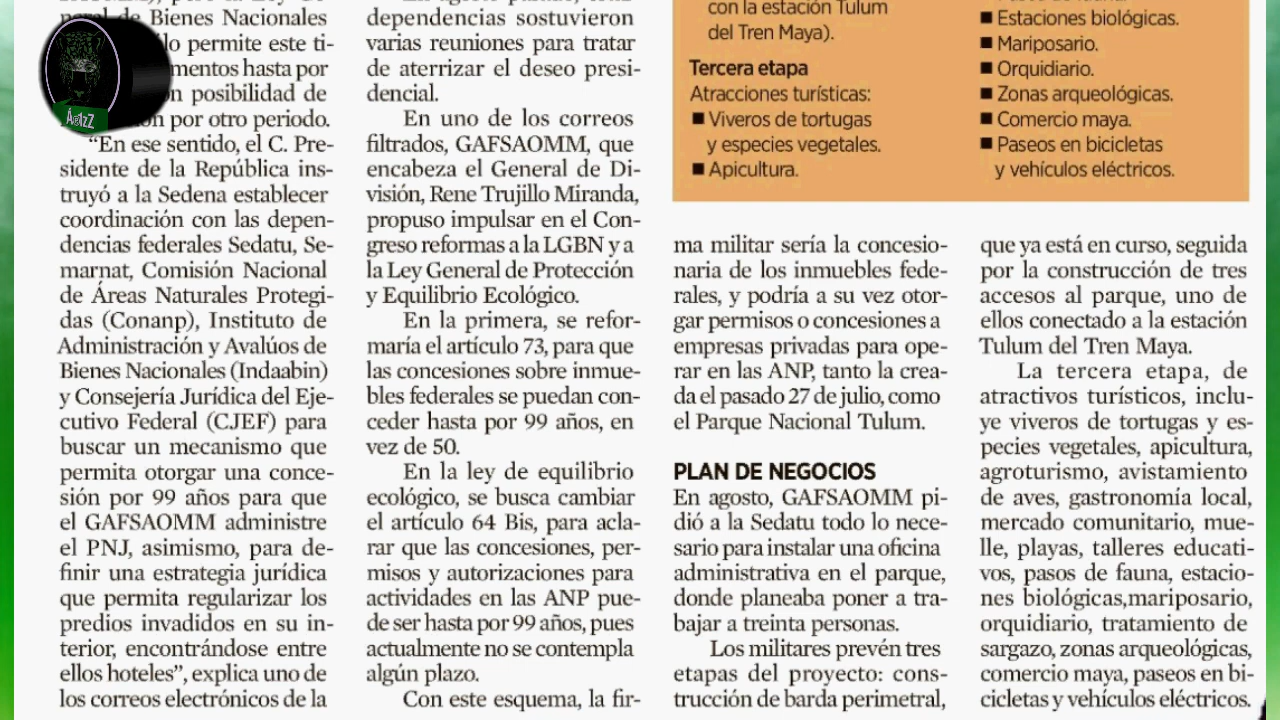 neral de Bienes Nacionales
lo permite este ti-
mentos hasta por
posibilidad de
por otro periodo.
“En ese sentido, el C. Pre-
sidente de la República ins-
truyó a la Sedena establecer
coordinación con las depen-
dencias federales Sedatu, Se-
marnat, Comisión Nacional
de Áreas Naturales Protegi-
das (Conanp), Instituto de
Administración y Avalúos de
Bienes Nacionales (Indaabin)
y Consejería Jurídica del Eje-
cutivo Federal (CJEF) para
buscar un mecanismo que
permita otorgar una conce-
sión por 99 años para que
el GAFSAOMM administre
el PNJ, asimismo, para de-
finir una estrategia jurídica
que permita regularizar los
predios invadidos en su in-
terior, encontrándose entre
ellos hoteles”, explica uno de
los correos electrónicos de la
dependencias sostuvieron
varias reuniones para tratar
de aterrizar el deseo presi-
dencial.
En uno de los correos
filtrados, GAFSAOMM, que
encabeza el General de Di-
visión, Rene Trujillo Miranda,
propuso impulsar en el Con-
greso reformas a la LGBN y a
la Ley General de Protección
y Equilibrio Ecológico.
En la primera, se refor-
maría el artículo 73, para que
las concesiones sobre inmue-
bles federales se puedan con-
ceder hasta por 99 años, en
vez de 50.
En la ley de equilibrio
ecológico, se busca cambiar
el artículo 64 Bis, para acla-
rar que las concesiones, per-
misos y autorizaciones para
actividades en las ANP pue-
de ser hasta por 99 años, pues
actualmente no se contempla
algún plazo.
Con este esquema, la fir-
con la estación Tulum
del Tren Maya).
Tercera etapa
Atracciones turísticas:
■ Viveros de tortugas
y especies vegetales.
■ Apicultura.
■ Estaciones biológicas.
■ Mariposario.
■ Orquidiario.
■ Zonas arqueológicas.
■ Comercio maya.
■ Paseos en bicicletas
y vehículos eléctricos.
ma militar sería la concesio-
naria de los inmuebles fede-
rales, y podría a su vez otor-
gar permisos o concesiones a
empresas privadas para ope-
rar en las ANP, tanto la crea-
da el pasado 27 de julio, como
el Parque Nacional Tulum.
PLAN DE NEGOCIOS
En agosto, GAFSAOMM pi-
dió a la Sedatu todo lo nece-
sario para instalar una oficina
administrativa en el parque,
donde planeaba poner a tra-
bajar a treinta personas.
Los militares prevén tres
etapas del proyecto: cons-
trucción de barda perimetral,
que ya está en curso, seguida
por la construcción de tres
accesos al parque, uno de
ellos conectado a la estación
Tulum del Tren Maya.
La tercera etapa, de
atractivos turísticos, inclu-
ye viveros de tortugas y es-
pecies vegetales, apicultura,
agroturismo, avistamiento
de aves, gastronomía local,
mercado comunitario, mue-
lle, playas, talleres educati-
vos, pasos de fauna, estacio-
nes biológicas,mariposario,
orquidiario, tratamiento de
sargazo, zonas arqueológicas,
comercio maya, paseos en bi-
cicletas y vehículos eléctricos.